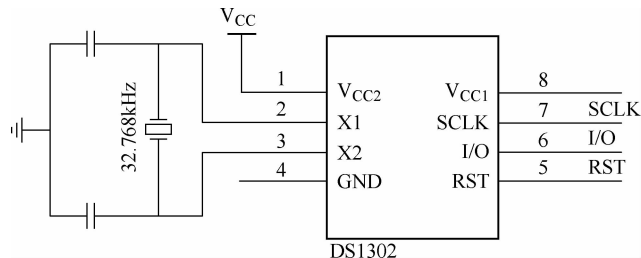 VCC
1 VCC2 VCC1 8
2 X1 SCLK 7 SCLK
3 X2 I/O 6 I/O
4 GND RST 5 RST
32.768kHz
DS1302